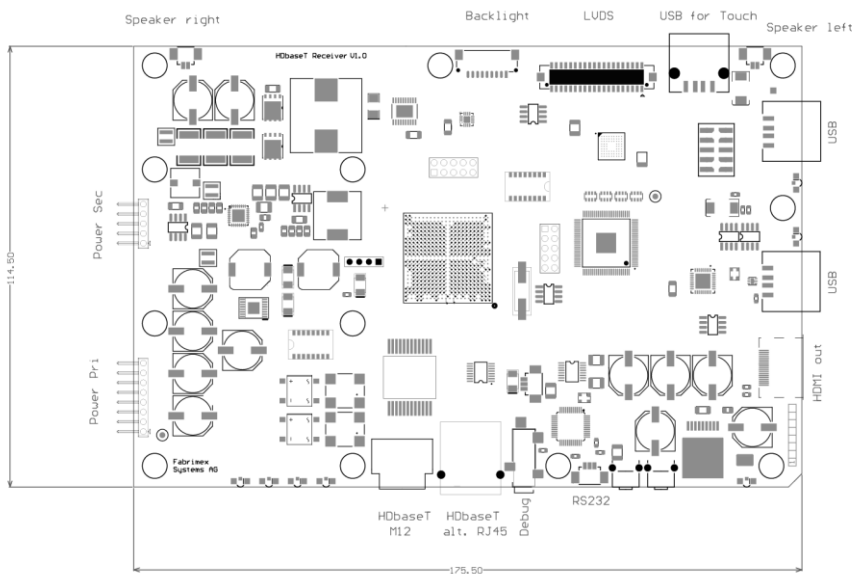 Speaker right
Backlight
LVDS
USB for Touch
Speaker left
HDbaseT Receiver V1.0
USB
Power Sec
114.50
USB
HDMI out
Power Pri
Fabrimex
Systems AG
HDbaseT
M12
HDbaseT
alt. RJ45
Debug
RS232
175.50